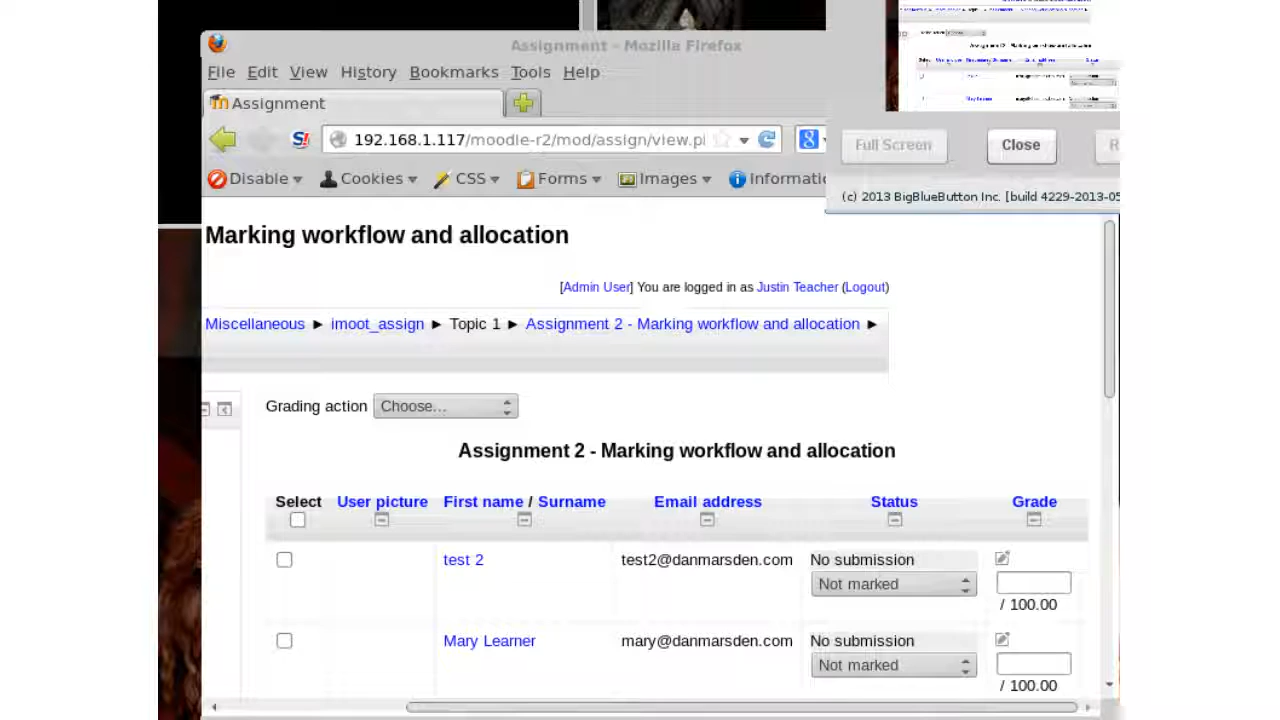 Assignment - Mozilla Firefox
File Edit View History Bookmarks Tools Help
Assignment
192.168.1.117/moodle-r2/mod/assign/view.p
Disable Cookies CSS Forms Images Informati
Full Screen Close R
(c) 2013 BigBlueButton Inc. [build 4229-2013-05
Marking workflow and allocation
[Admin User] You are logged in as Justin Teacher (Logout)
Miscellaneous ► imoot_assign ► Topic 1 ► Assignment 2 - Marking workflow and allocation ►
Grading action Choose...
Assignment 2 - Marking workflow and allocation
Select User picture First name / Surname Email address Status Grade
test 2 test2@danmarsden.com No submission
Not marked
/ 100.00
Mary Learner mary@danmarsden.com No submission
Not marked
/ 100.00